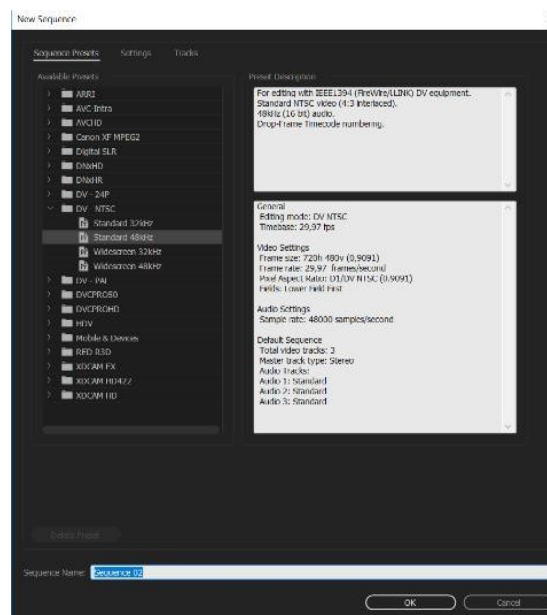 New Sequence
Sequence Presets Settings Tracks
Available Presets
ARRI
AVC-Intra
AVCHD
Canon XF MPEG2
Digital SLR
DNxHD
DNxHR
DV - 24P
DV - NTSC
Standard 32kHz
Standard 48kHz
Widescreen 32kHz
Widescreen 48kHz
DV - PAL
DVCPRO50
DVCPROHD
HDV
Mobile & Devices
RED R3D
XDCAM EX
XDCAM HD422
XDCAM HD
Delete Preset
Preset Description
For editing with IEEE1394 (FireWire/i.LINK) DV equipment.
Standard NTSC video (4:3 interlaced).
48kHz (16 bit) audio.
Drop-Frame Timecode numbering.
General
Editing mode: DV NTSC
Timebase: 29,97 fps
Video Settings
Frame size: 720h 480v (0,9091)
Frame rate: 29,97 frames/second
Pixel Aspect Ratio: D1/DV NTSC (0,9091)
Fields: Lower Field First
Audio Settings
Sample rate: 48000 samples/second
Default Sequence
Total video tracks: 3
Master track type: Stereo
Audio Tracks:
Audio 1: Standard
Audio 2: Standard
Audio 3: Standard
Sequence Name: Sequence 02
OK Cancel